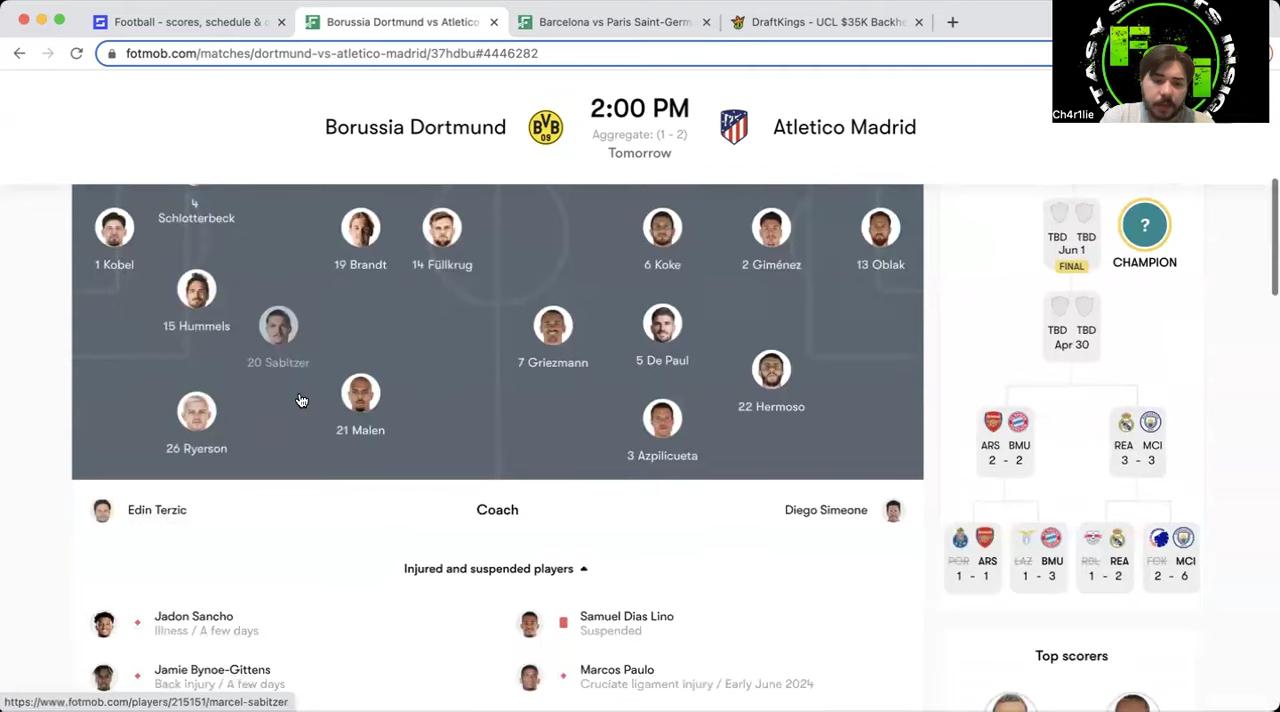 Football - scores, schedule &
Borussia Dortmund vs Atletico
Barcelona vs Paris Saint-Germ
DraftKings - UCL $35K Backhe
fotmob.com/matches/dortmund-vs-atletico-madrid/37hdbu#4446282
Ch4r1lie
Borussia Dortmund
BVB
09
2:00 PM
Aggregate: (1 - 2)
Tomorrow
Atletico Madrid
4
Schlotterbeck
1 Kobel
19 Brandt
14 Füllkrug
6 Koke
2 Giménez
13 Oblak
15 Hummels
20 Sabitzer
7 Griezmann
5 De Paul
22 Hermoso
21 Malen
26 Ryerson
3 Azpilicueta
Edin Terzic
Coach
Diego Simeone
Injured and suspended players
Jadon Sancho
Illness / A few days
Samuel Dias Lino
Suspended
Jamie Bynoe-Gittens
Back injury / A few days
Marcos Paulo
Cruciate ligament injury / Early June 2024
TBD TBD
Jun 1
FINAL
?
CHAMPION
TBD TBD
Apr 30
ARS BMU
2 - 2
REA MCI
3 - 3
POR ARS
1 - 1
LAZ BMU
1 - 3
RBL REA
1 - 2
FCK MCI
2 - 6
Top scorers
https://www.fotmob.com/players/215151/marcel-sabitzer